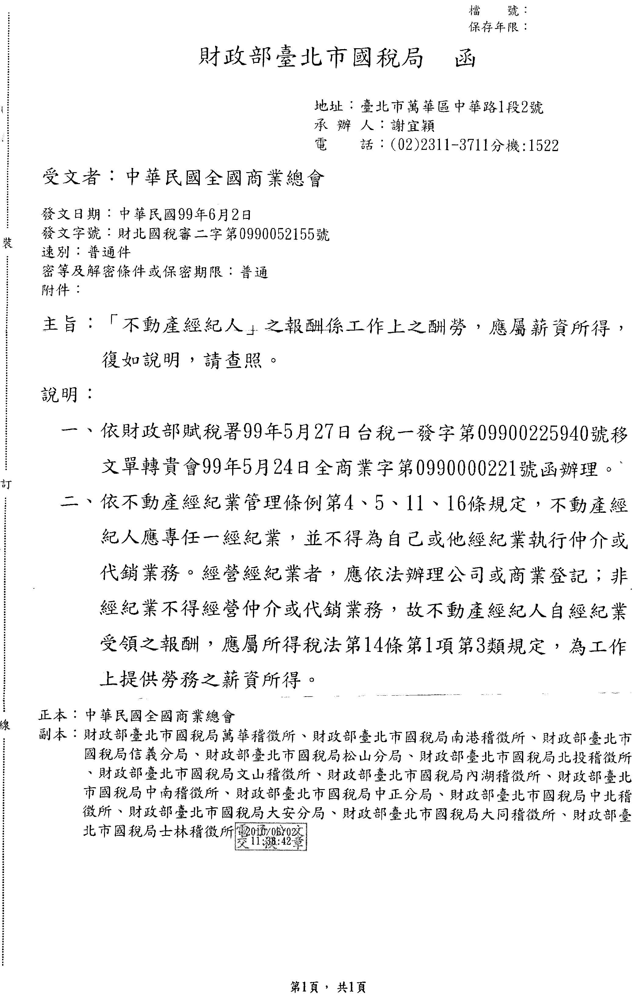 檔　　號：
保存年限：
財政部臺北市國稅局　函
地址：臺北市萬華區中華路1段2號
承 辦 人：謝宜穎
電　　話：(02)2311-3711分機:1522
受文者：中華民國全國商業總會
發文日期：中華民國99年6月2日
發文字號：財北國稅審二字第0990052155號
速別：普通件
密等及解密條件或保密期限：普通
附件：
主旨：「不動產經紀人」之報酬係工作上之酬勞，應屬薪資所得，
復如說明，請查照。
說明：
一、依財政部賦稅署99年5月27日台稅一發字第09900225940號移
文單轉貴會99年5月24日全商業字第0990000221號函辦理。
二、依不動產經紀業管理條例第4、5、11、16條規定，不動產經
紀人應專任一經紀業，並不得為自己或他經紀業執行仲介或
代銷業務。經營經紀業者，應依法辦理公司或商業登記；非
經紀業不得經營仲介或代銷業務，故不動產經紀人自經紀業
受領之報酬，應屬所得稅法第14條第1項第3類規定，為工作
上提供勞務之薪資所得。
正本：中華民國全國商業總會
副本：財政部臺北市國稅局萬華稽徵所、財政部臺北市國稅局南港稽徵所、財政部臺北市
國稅局信義分局、財政部臺北市國稅局松山分局、財政部臺北市國稅局北投稽徵所
、財政部臺北市國稅局文山稽徵所、財政部臺北市國稅局內湖稽徵所、財政部臺北
市國稅局中南稽徵所、財政部臺北市國稅局中正分局、財政部臺北市國稅局中北稽
徵所、財政部臺北市國稅局大安分局、財政部臺北市國稅局大同稽徵所、財政部臺
北市國稅局士林稽徵所
電子公文
交換章
2010/06/02
11:38:42
裝
訂
線
第1頁，共1頁